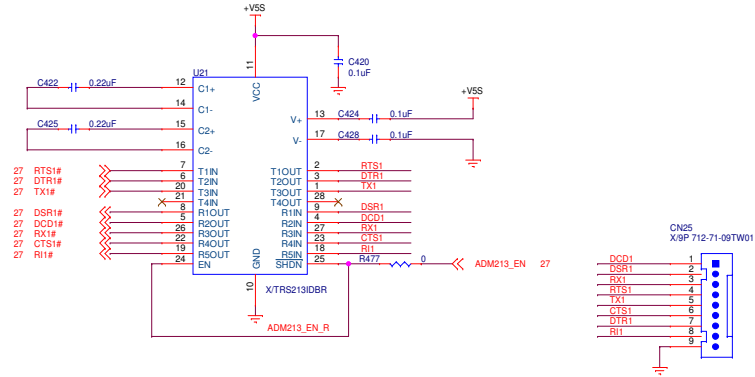 +V5S
C420
0.1uF
U21
11
VCC
C422 0.22uF 12 C1+
14 C1-
C425 0.22uF 15 C2+
16 C2-
V+ 13 C424 0.1uF +V5S
V- 17 C428 0.1uF
27 RTS1# 7 T1IN T1OUT 2 RTS1
27 DTR1# 6 T2IN T2OUT 3 DTR1
27 TX1# 20 T3IN T3OUT 1 TX1
21 T4IN T4OUT 28
27 DSR1# 8 R1OUT R1IN 9 DSR1
27 DCD1# 5 R2OUT R2IN 4 DCD1
27 RX1# 26 R3OUT R3IN 27 RX1
27 CTS1# 22 R4OUT R4IN 23 CTS1
27 RI1# 19 R5OUT R5IN 18 RI1
24 EN SHDN 25 R477 0 ADM213_EN 27
GND
10
X/TRS213IDBR
ADM213_EN_R
CN25
X/9P 712-71-09TW01
DCD1 1
DSR1 2
RX1 3
RTS1 4
TX1 5
CTS1 6
DTR1 7
RI1 8
9